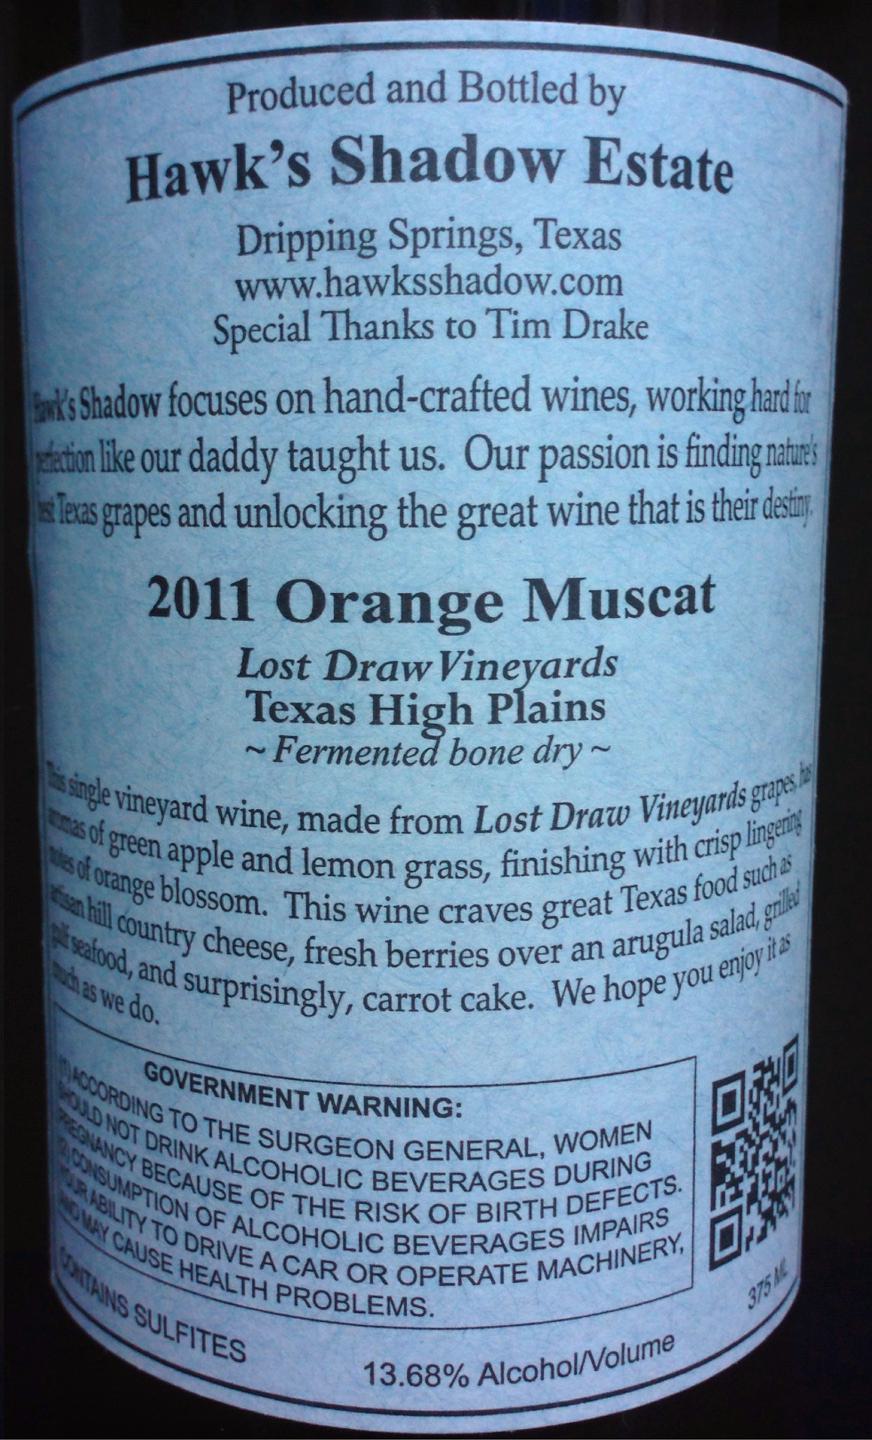 Produced and Bottled by
Hawk's Shadow Estate
Dripping Springs, Texas
www.hawksshadow.com
Special Thanks to Tim Drake
Hawk's Shadow focuses on hand-crafted wines, working hard for
perfection like our daddy taught us. Our passion is finding nature's
best Texas grapes and unlocking the great wine that is their destiny.
2011 Orange Muscat
Lost Draw Vineyards
Texas High Plains
~ Fermented bone dry ~
This single vineyard wine, made from Lost Draw Vineyards grapes, has
aromas of green apple and lemon grass, finishing with crisp lingering
notes of orange blossom. This wine craves great Texas food such as
artisan hill country cheese, fresh berries over an arugula salad, grilled
gulf seafood, and surprisingly, carrot cake. We hope you enjoy it as
much as we do.
GOVERNMENT WARNING:
(1) ACCORDING TO THE SURGEON GENERAL, WOMEN
SHOULD NOT DRINK ALCOHOLIC BEVERAGES DURING
PREGNANCY BECAUSE OF THE RISK OF BIRTH DEFECTS.
(2) CONSUMPTION OF ALCOHOLIC BEVERAGES IMPAIRS
YOUR ABILITY TO DRIVE A CAR OR OPERATE MACHINERY,
AND MAY CAUSE HEALTH PROBLEMS.
CONTAINS SULFITES
13.68% Alcohol/Volume
375 ML